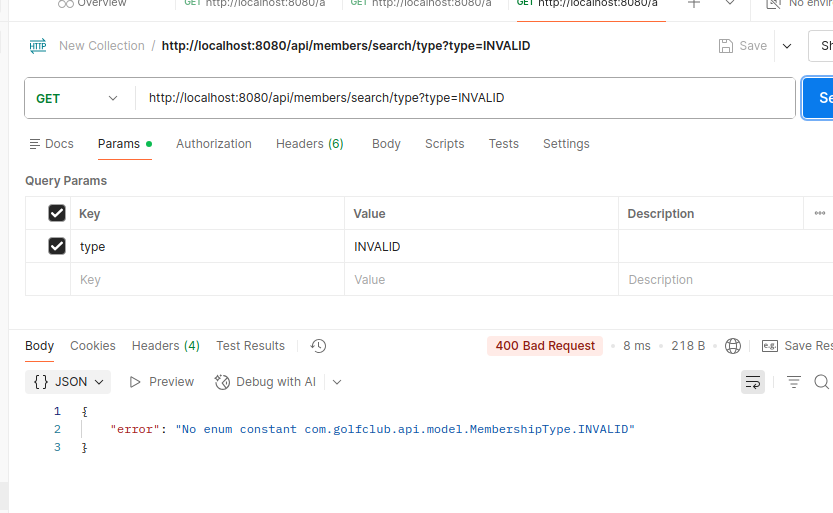 Overview GET http://localhost:8080/a GET http://localhost:8080/a GET http://localhost:8080/a No envir
HTTP New Collection / http://localhost:8080/api/members/search/type?type=INVALID Save Sh
GET http://localhost:8080/api/members/search/type?type=INVALID Se
Docs Params Authorization Headers (6) Body Scripts Tests Settings
Query Params
Key Value Description
type INVALID
Key Value Description
Body Cookies Headers (4) Test Results 400 Bad Request 8 ms 218 B e.g. Save Res
{} JSON Preview Debug with AI
1 {
2 "error": "No enum constant com.golfclub.api.model.MembershipType.INVALID"
3 }